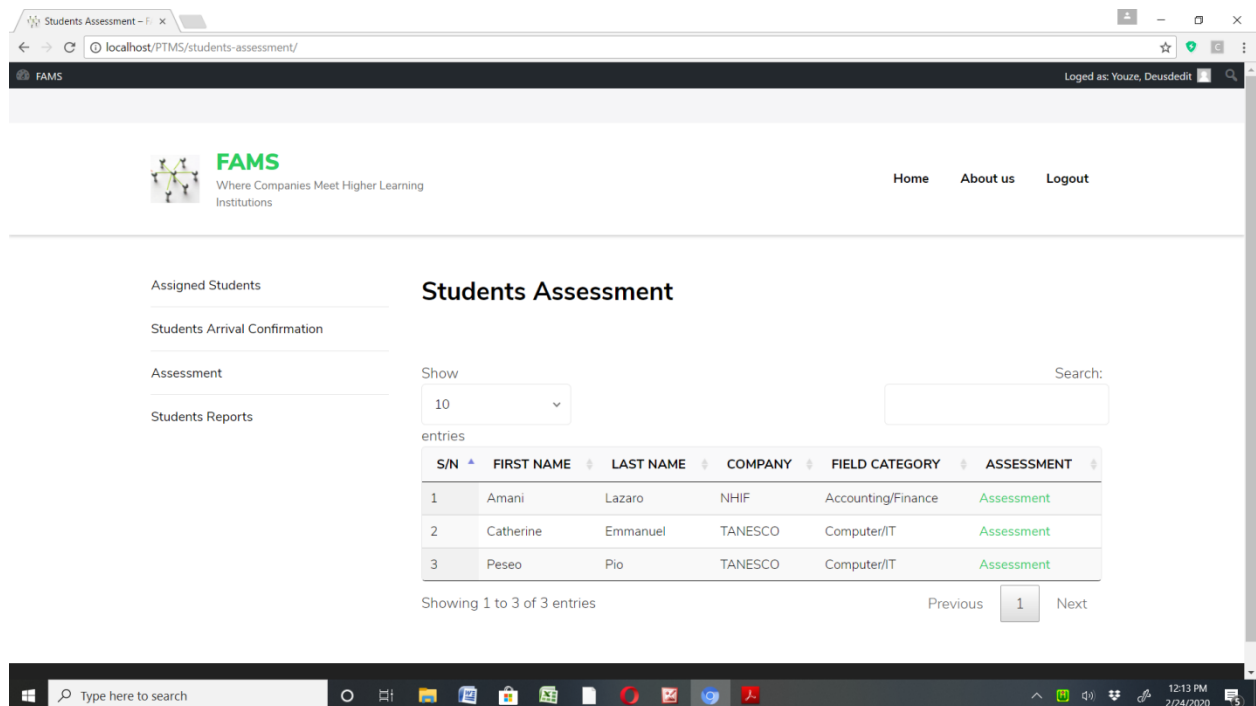 Students Assessment – F
localhost/PTMS/students-assessment/
FAMS
Loged as: Youze, Deusdedit
FAMS
Where Companies Meet Higher Learning
Institutions
Home About us Logout
Assigned Students
Students Arrival Confirmation
Assessment
Students Reports
Students Assessment
Show
10
entries
Search:
S/N FIRST NAME LAST NAME COMPANY FIELD CATEGORY ASSESSMENT
1 Amani Lazaro NHIF Accounting/Finance Assessment
2 Catherine Emmanuel TANESCO Computer/IT Assessment
3 Peseo Pio TANESCO Computer/IT Assessment
Showing 1 to 3 of 3 entries
Previous 1 Next
Type here to search
12:13 PM
2/24/2020
5